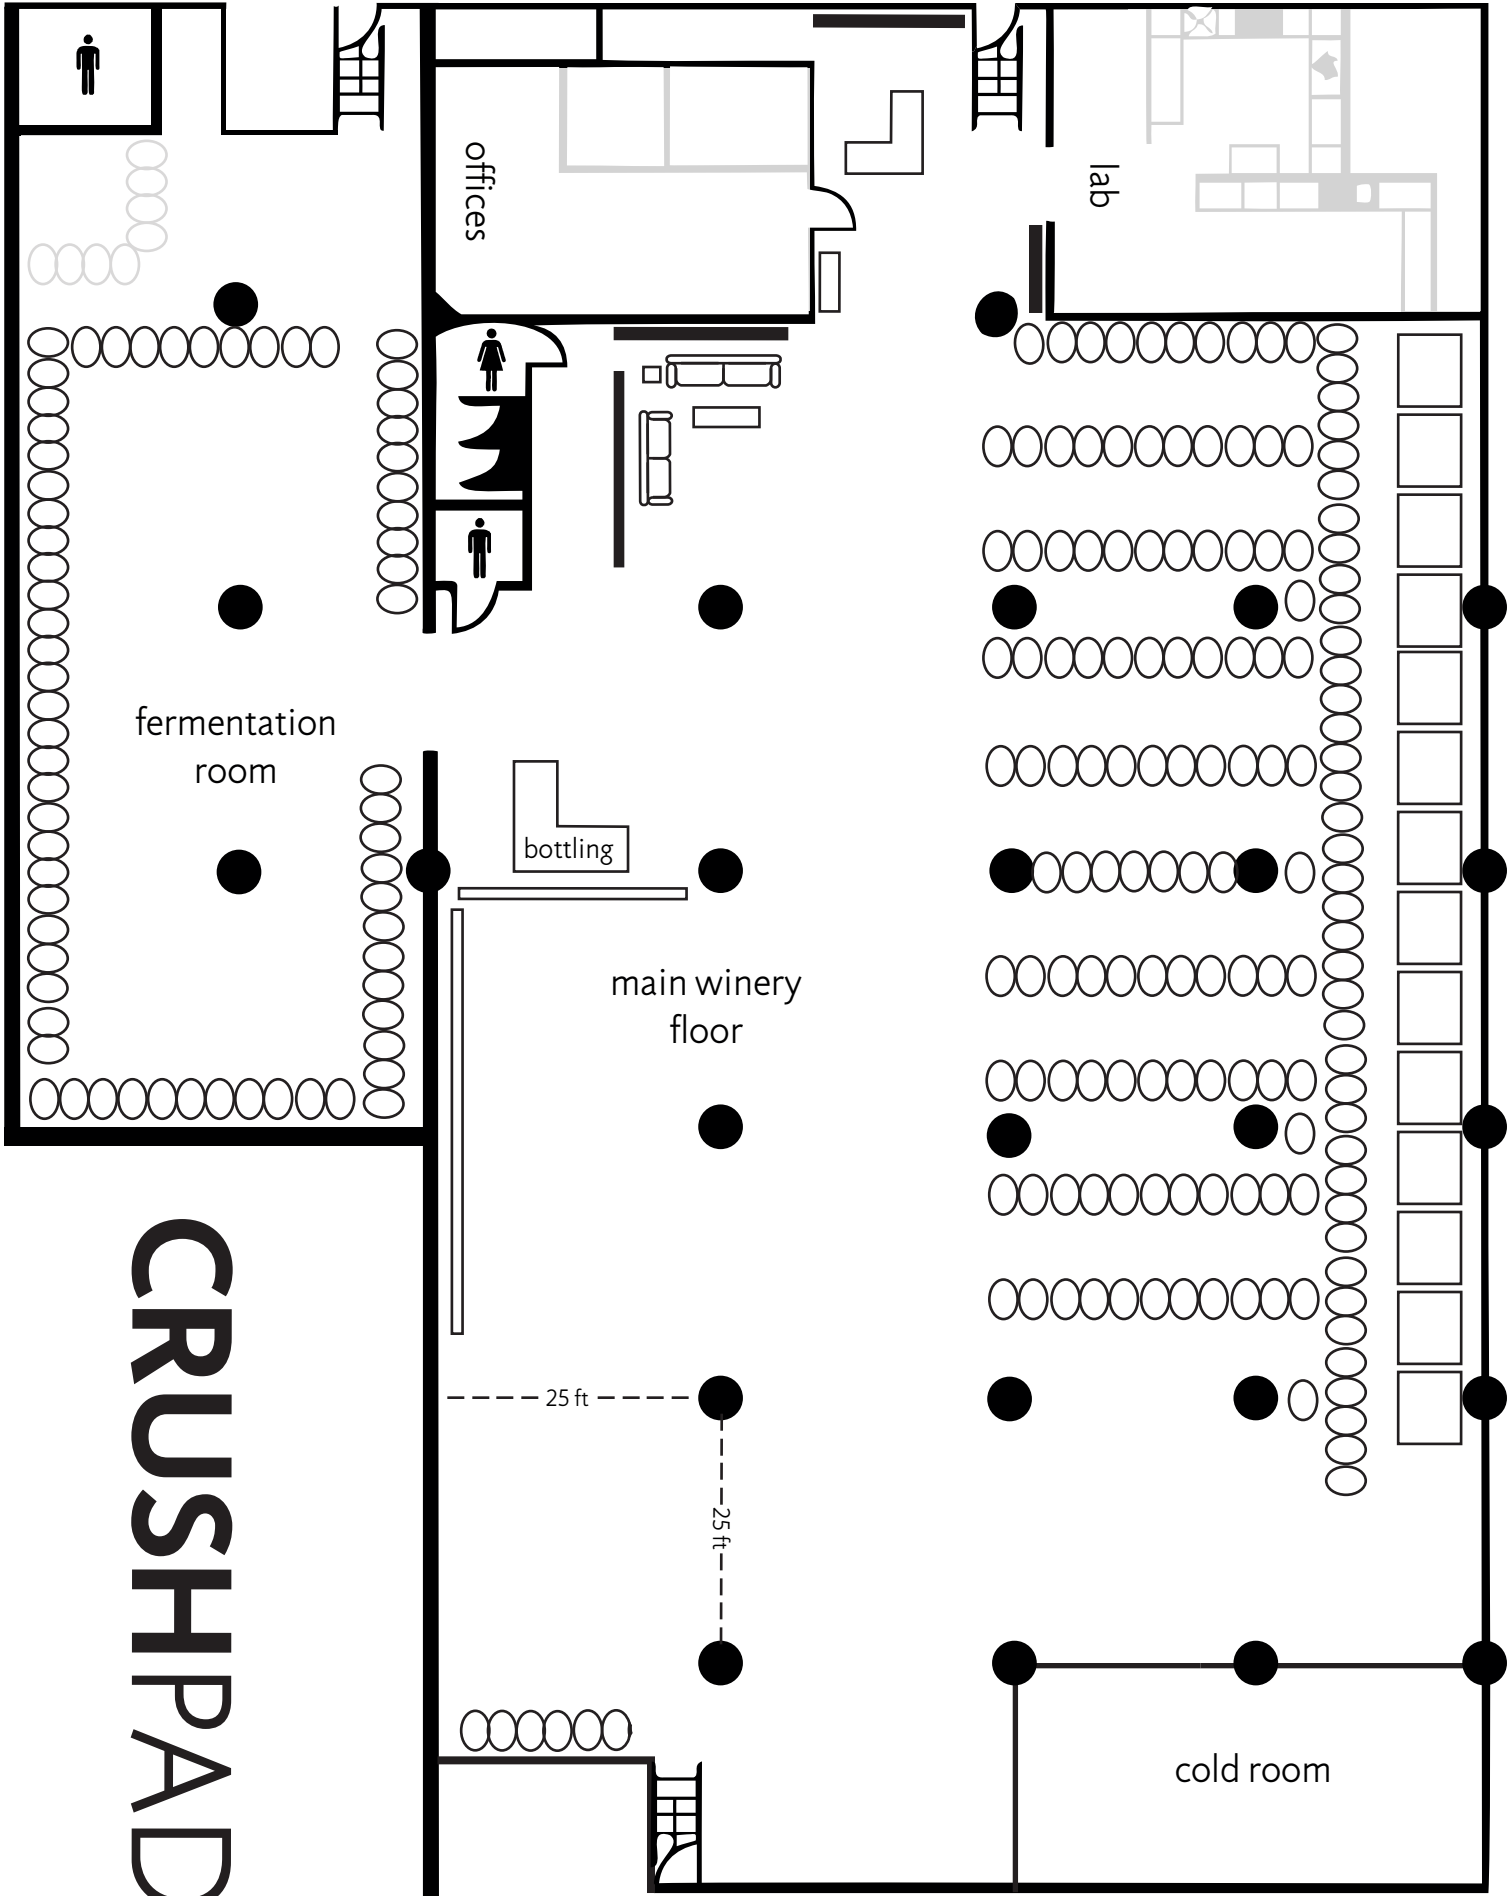 offices
lab
fermentation
room
bottling
main winery
floor
25 ft
25 ft
cold room
CRUSHPAD